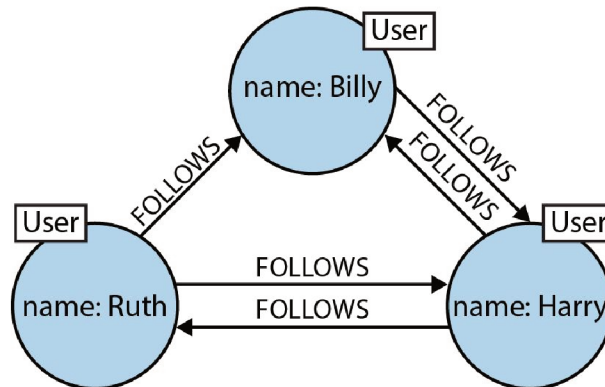 User
name: Billy
FOLLOWS
FOLLOWS
FOLLOWS
User
User
FOLLOWS
name: Ruth
FOLLOWS
name: Harry